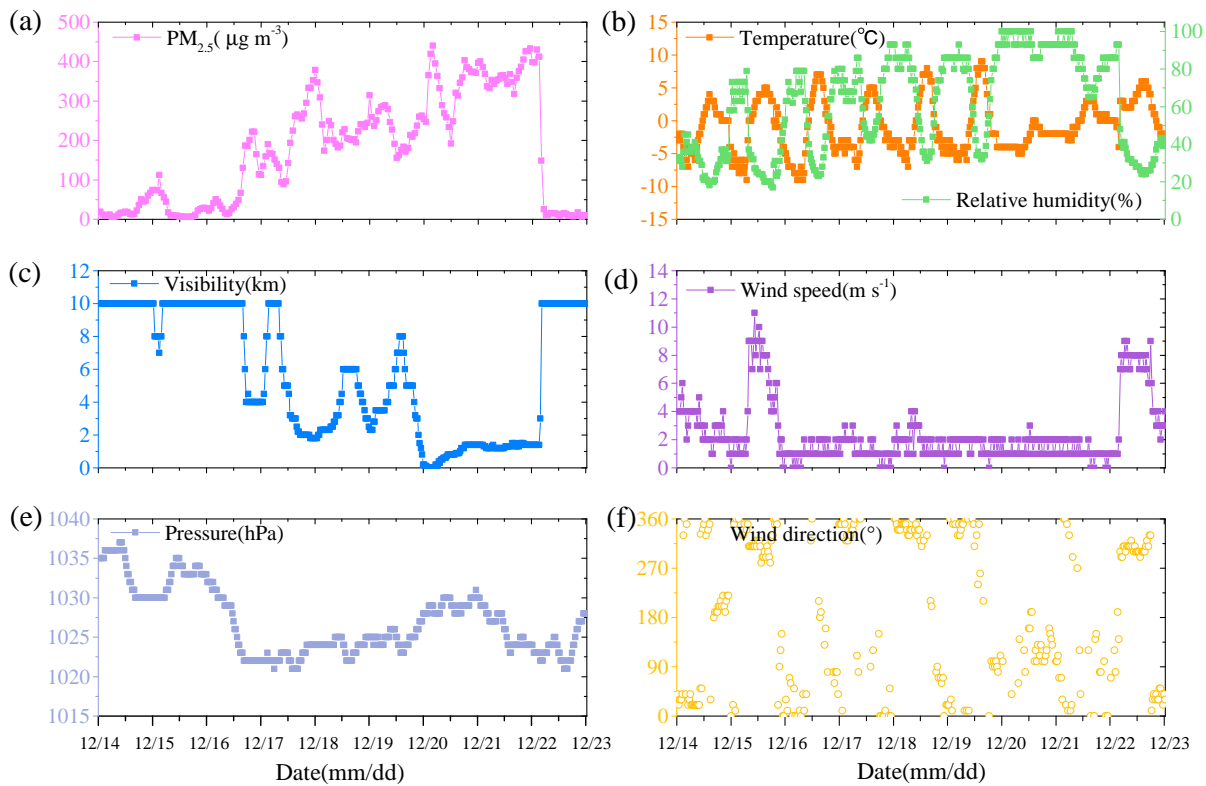 (a)
PM2.5( μg m-3)
500
400
300
200
100
0
(b)
Temperature(℃)
Relative humidity(%)
15
10
5
0
-5
-10
-15
100
80
60
40
20
0
(c)
Visibility(km)
12
10
8
6
4
2
0
(d)
Wind speed(m s-1)
14
12
10
8
6
4
2
0
(e)
Pressure(hPa)
1040
1035
1030
1025
1020
1015
12/14 12/15 12/16 12/17 12/18 12/19 12/20 12/21 12/22 12/23
Date(mm/dd)
(f)
Wind direction(°)
360
270
180
90
0
12/14 12/15 12/16 12/17 12/18 12/19 12/20 12/21 12/22 12/23
Date(mm/dd)